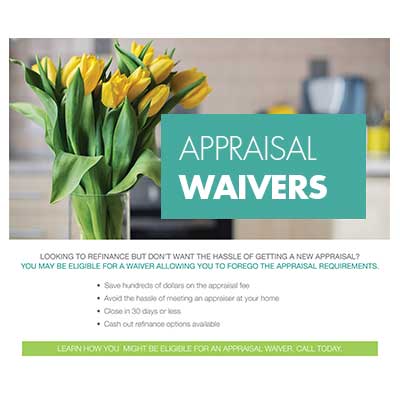 APPRAISAL
WAIVERS
LOOKING TO REFINANCE BUT DON'T WANT THE HASSLE OF GETTING A NEW APPRAISAL?
YOU MAY BE ELIGIBLE FOR A WAIVER ALLOWING YOU TO FOREGO THE APPRAISAL REQUIREMENTS.
• Save hundreds of dollars on the appraisal fee
• Avoid the hassle of meeting an appraiser at your home
• Close in 30 days or less
• Cash out refinance options available
LEARN HOW YOU MIGHT BE ELIGIBLE FOR AN APPRAISAL WAIVER. CALL TODAY.